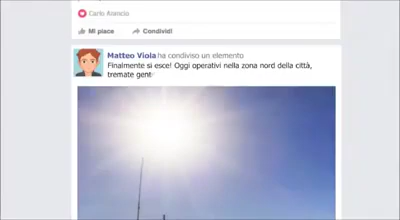 Carlo Arancio
Mi piace Condividi
Matteo Viola ha condiviso un elemento
Finalmente si esce! Oggi operativi nella zona nord della città,
tremate gent